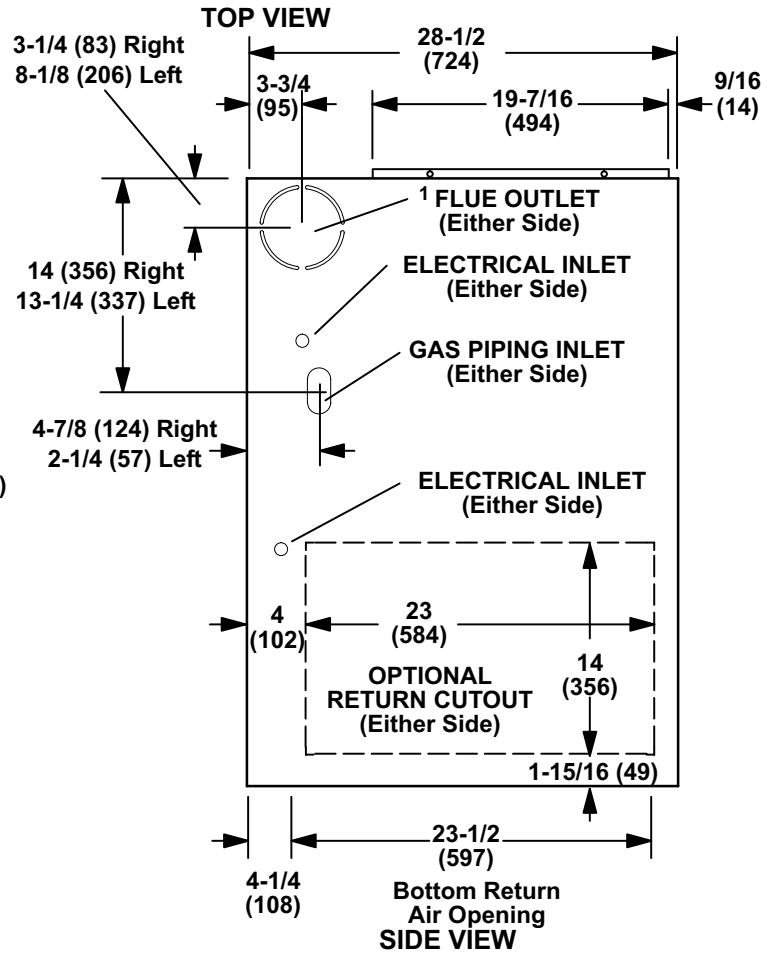 TOP VIEW
3-1/4 (83) Right
8-1/8 (206) Left
28-1/2
(724)
3-3/4
(95)
19-7/16
(494)
9/16
(14)
1 FLUE OUTLET
(Either Side)
ELECTRICAL INLET
(Either Side)
14 (356) Right
13-1/4 (337) Left
GAS PIPING INLET
(Either Side)
4-7/8 (124) Right
2-1/4 (57) Left
)
ELECTRICAL INLET
(Either Side)
4
(102)
23
(584)
14
(356)
OPTIONAL
RETURN CUTOUT
(Either Side)
1-15/16 (49)
23-1/2
(597)
4-1/4
(108)
Bottom Return
Air Opening
SIDE VIEW